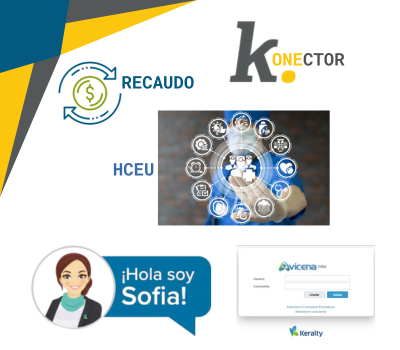 k.ONECTOR
RECAUDO
HCEU
¡Hola soy
Sofia!
Avicena
Usuario:
Contraseña:
Keralty